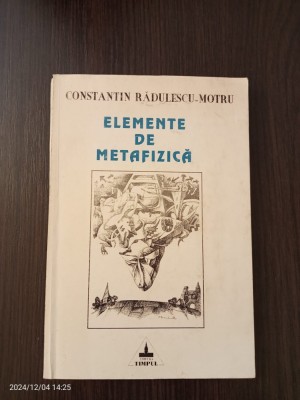 CONSTANTIN RĂDULESCU-MOTRU
ELEMENTE
DE
METAFIZICĂ
TIMPUL
2024/12/04 14:25